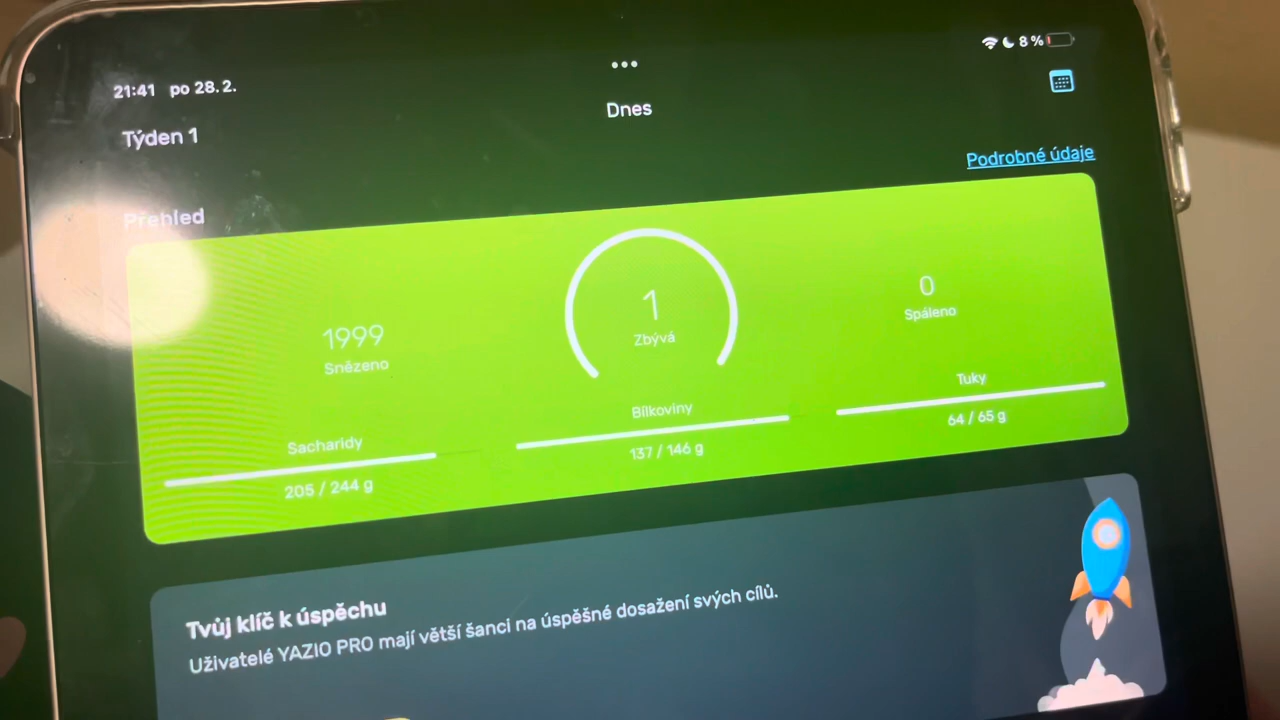 21:41 po 28. 2.
8 %
Dnes
Týden 1
Podrobné údaje
Přehled
1999
Snězeno
1
Zbývá
0
Spáleno
Sacharidy
205 / 244 g
Bílkoviny
137 / 146 g
Tuky
64 / 65 g
Tvůj klíč k úspěchu
Uživatelé YAZIO PRO mají větší šanci na úspěšné dosažení svých cílů.